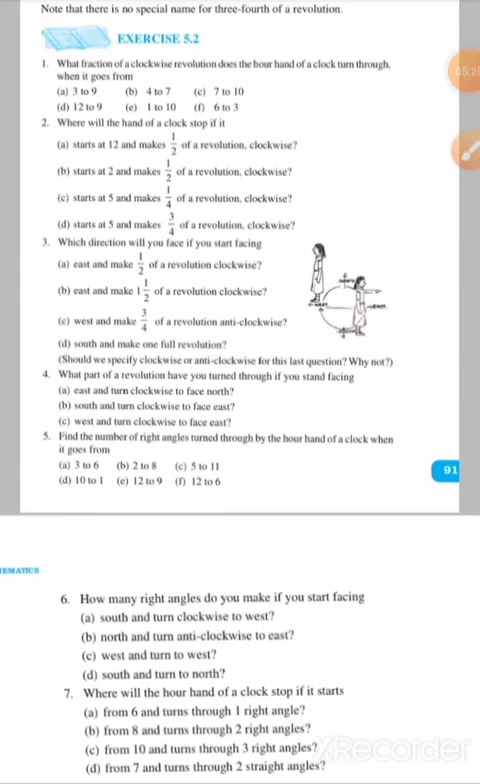 Note that there is no special name for three-fourth of a revolution.
EXERCISE 5.2
1. What fraction of a clockwise revolution does the hour hand of a clock turn through,
when it goes from
(a) 3 to 9 (b) 4 to 7 (c) 7 to 10
(d) 12 to 9 (e) 1 to 10 (f) 6 to 3
2. Where will the hand of a clock stop if it
(a) starts at 12 and makes 1/2 of a revolution, clockwise?
(b) starts at 2 and makes 1/2 of a revolution, clockwise?
(c) starts at 5 and makes 1/4 of a revolution, clockwise?
(d) starts at 5 and makes 3/4 of a revolution, clockwise?
3. Which direction will you face if you start facing
(a) east and make 1/2 of a revolution clockwise?
(b) east and make 1 1/2 of a revolution clockwise?
(c) west and make 3/4 of a revolution anti-clockwise?
(d) south and make one full revolution?
(Should we specify clockwise or anti-clockwise for this last question? Why not?)
4. What part of a revolution have you turned through if you stand facing
(a) east and turn clockwise to face north?
(b) south and turn clockwise to face east?
(c) west and turn clockwise to face east?
5. Find the number of right angles turned through by the hour hand of a clock when
it goes from
(a) 3 to 6 (b) 2 to 8 (c) 5 to 11
(d) 10 to 1 (e) 12 to 9 (f) 12 to 6
91
EMATICS
6. How many right angles do you make if you start facing
(a) south and turn clockwise to west?
(b) north and turn anti-clockwise to east?
(c) west and turn to west?
(d) south and turn to north?
7. Where will the hour hand of a clock stop if it starts
(a) from 6 and turns through 1 right angle?
(b) from 8 and turns through 2 right angles?
(c) from 10 and turns through 3 right angles?
(d) from 7 and turns through 2 straight angles?
XRecorder